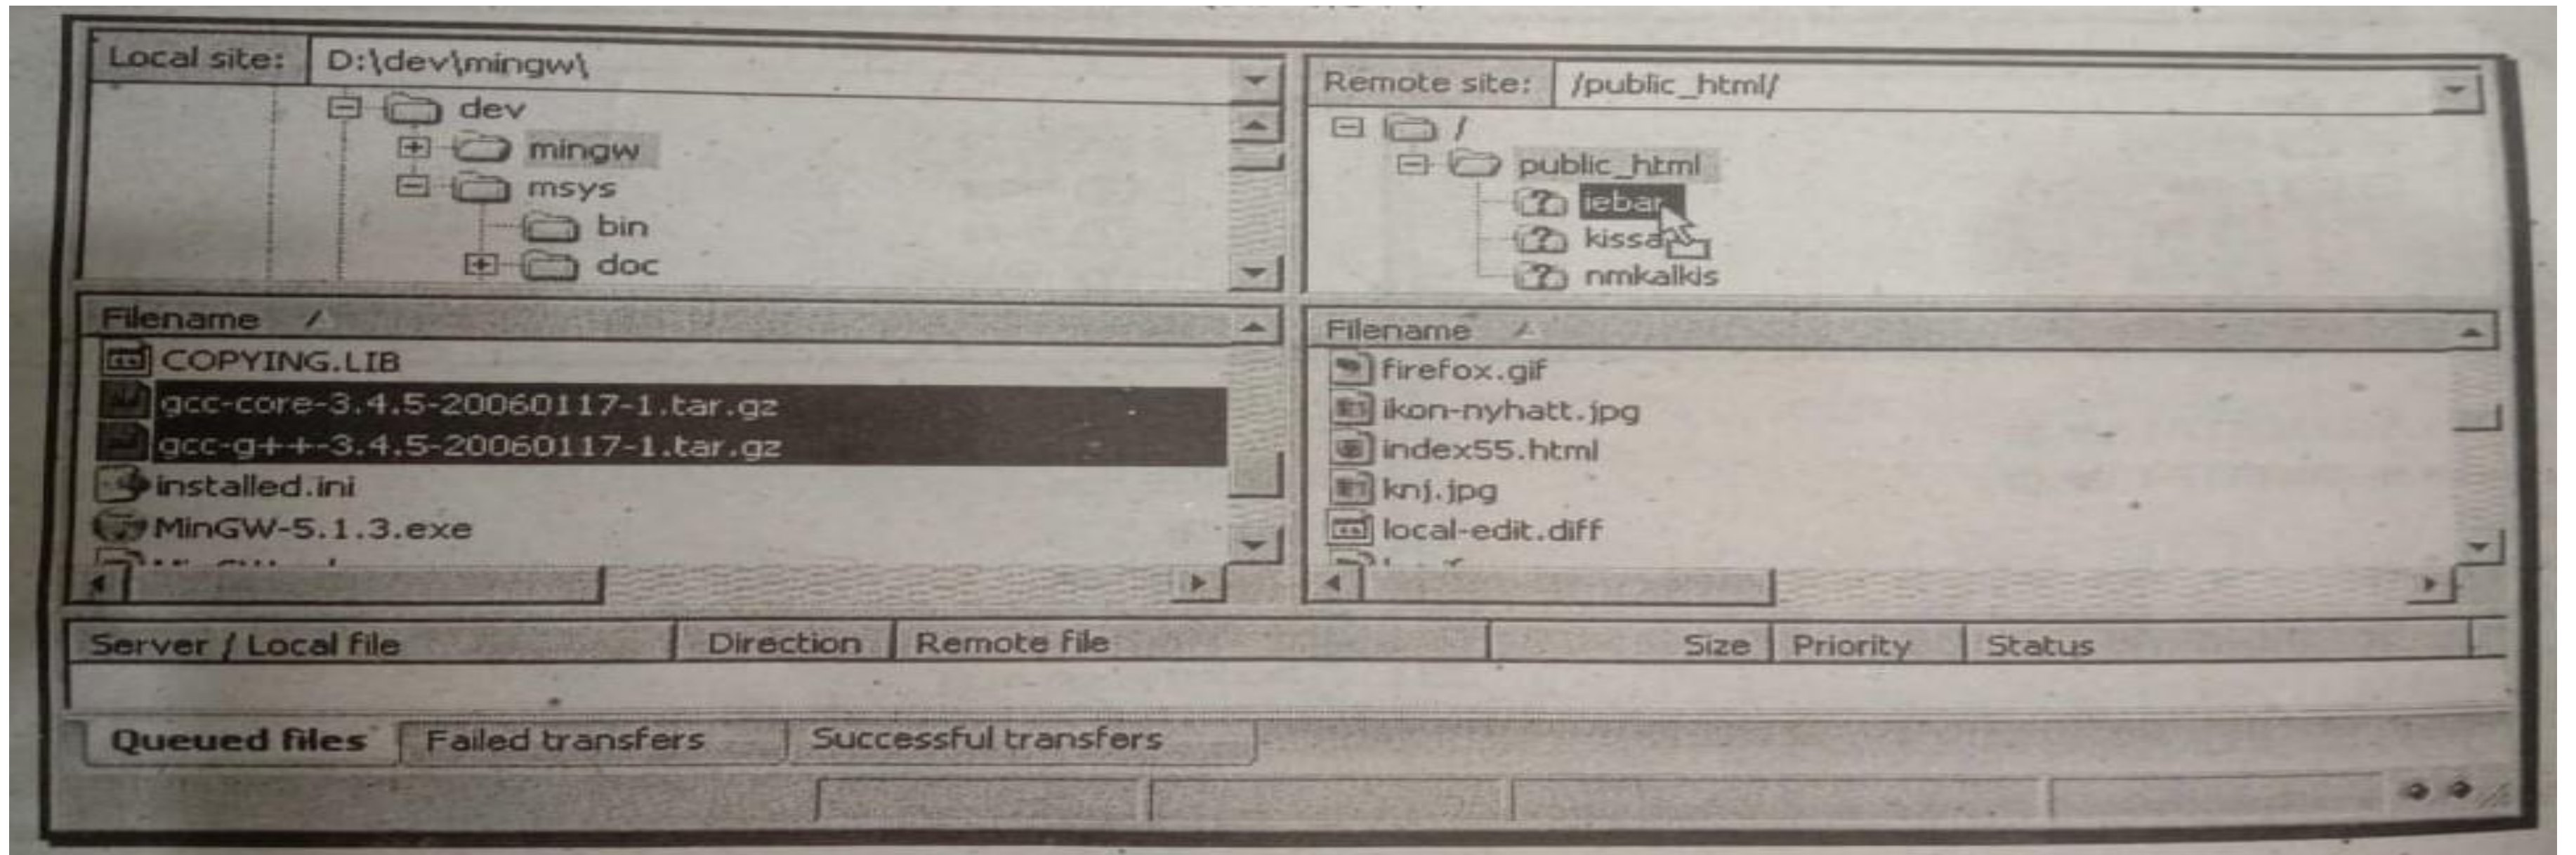 Local site: D:\dev\mingw\
dev
mingw
msys
bin
doc
Filename
COPYING.LIB
gcc-core-3.4.5-20060117-1.tar.gz
gcc-g++-3.4.5-20060117-1.tar.gz
installed.ini
MinGW-5.1.3.exe
Remote site: /public_html/
/
public_html
iebar
kissa
nmkalkis
Filename
firefox.gif
ikon-nyhatt.jpg
index55.html
knj.jpg
local-edit.diff
Server / Local file Direction Remote file Size Priority Status
Queued files Failed transfers Successful transfers